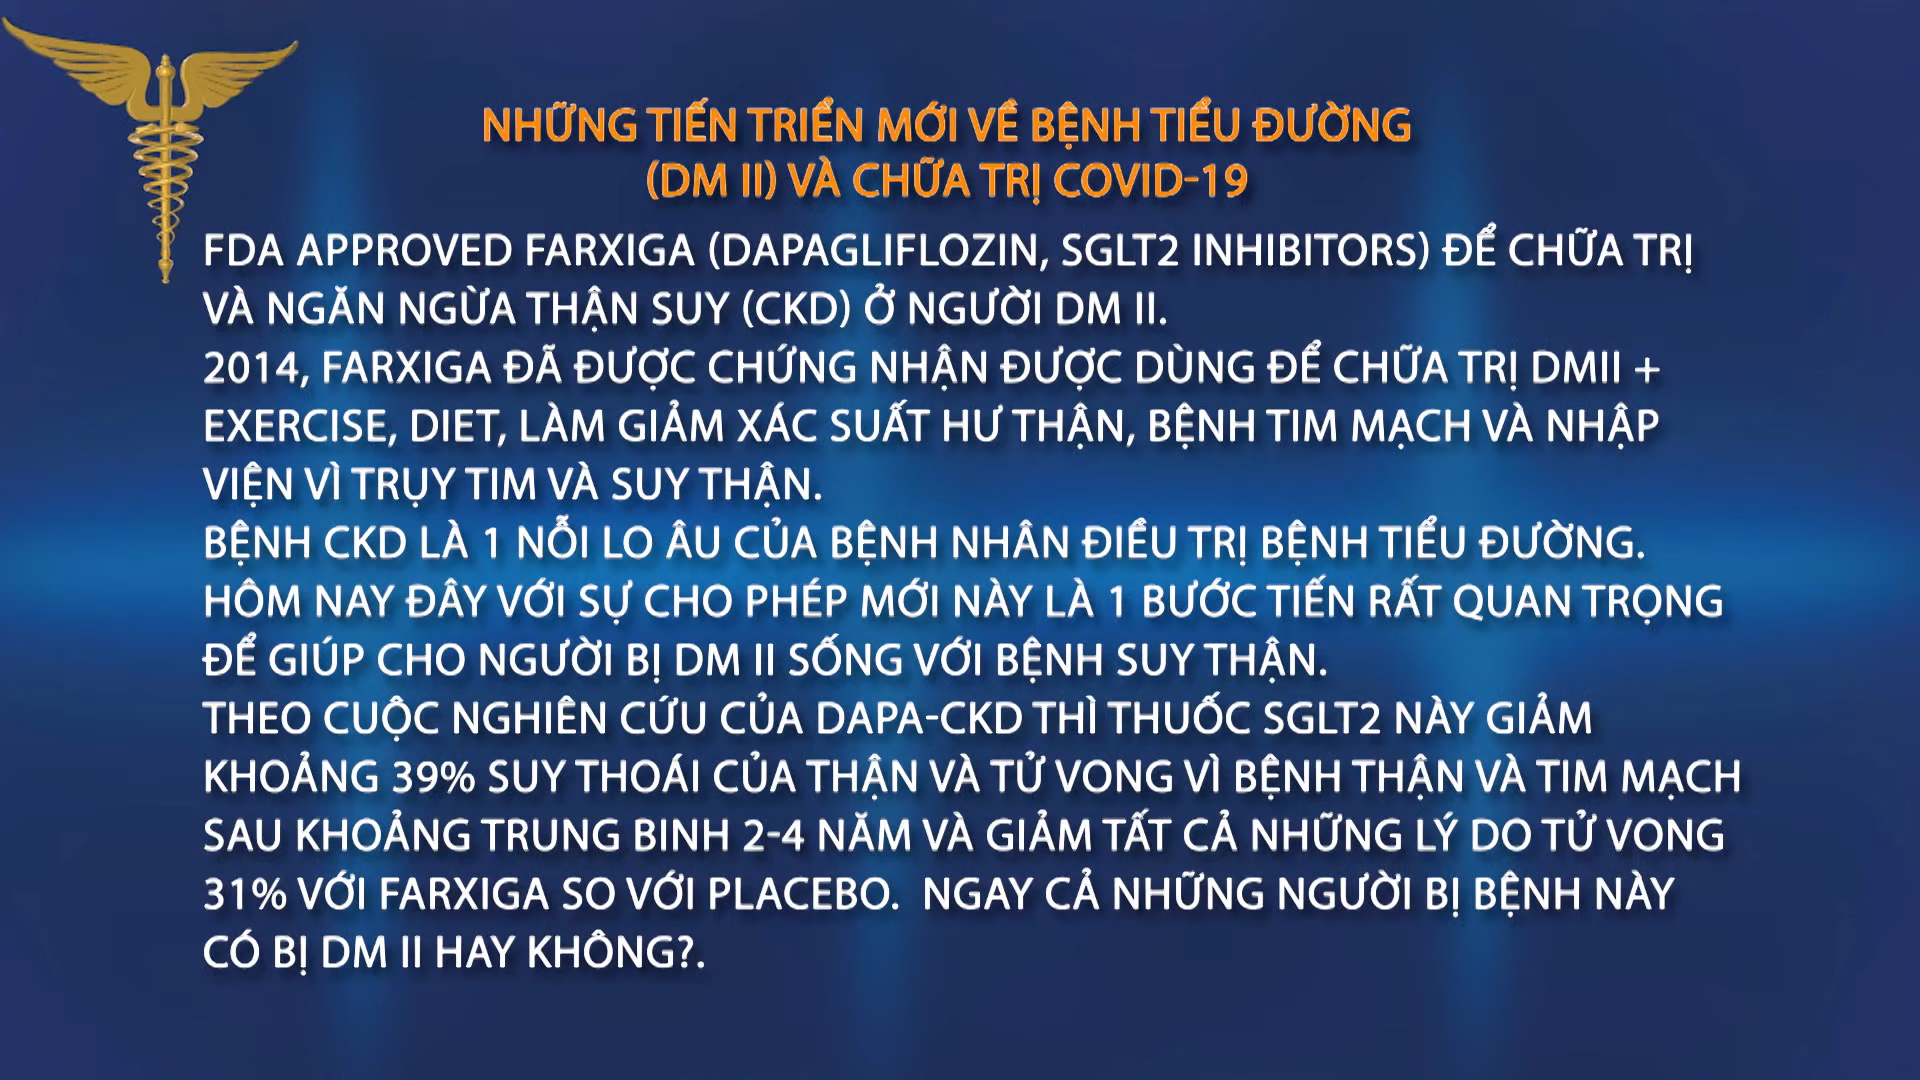 NHỮNG TIẾN TRIỂN MỚI VỀ BỆNH TIỂU ĐƯỜNG
(DM II) VÀ CHỮA TRỊ COVID-19
FDA APPROVED FARXIGA (DAPAGLIFLOZIN, SGLT2 INHIBITORS) ĐỂ CHỮA TRỊ
VÀ NGĂN NGỪA THẬN SUY (CKD) Ở NGƯỜI DM II.
2014, FARXIGA ĐÃ ĐƯỢC CHỨNG NHẬN ĐƯỢC DÙNG ĐỂ CHỮA TRỊ DMII +
EXERCISE, DIET, LÀM GIẢM XÁC SUẤT HƯ THẬN, BỆNH TIM MẠCH VÀ NHẬP
VIỆN VÌ TRỤY TIM VÀ SUY THẬN.
BỆNH CKD LÀ 1 NỖI LO ÂU CỦA BỆNH NHÂN ĐIỀU TRỊ BỆNH TIỂU ĐƯỜNG.
HÔM NAY ĐÂY VỚI SỰ CHO PHÉP MỚI NÀY LÀ 1 BƯỚC TIẾN RẤT QUAN TRỌNG
ĐỂ GIÚP CHO NGƯỜI BỊ DM II SỐNG VỚI BỆNH SUY THẬN.
THEO CUỘC NGHIÊN CỨU CỦA DAPA-CKD THÌ THUỐC SGLT2 NÀY GIẢM
KHOẢNG 39% SUY THOÁI CỦA THẬN VÀ TỬ VONG VÌ BỆNH THẬN VÀ TIM MẠCH
SAU KHOẢNG TRUNG BINH 2-4 NĂM VÀ GIẢM TẤT CẢ NHỮNG LÝ DO TỬ VONG
31% VỚI FARXIGA SO VỚI PLACEBO.  NGAY CẢ NHỮNG NGƯỜI BỊ BỆNH NÀY
CÓ BỊ DM II HAY KHÔNG?.